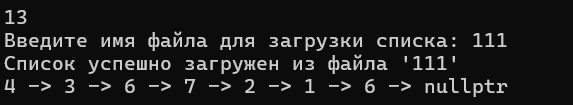 13
Введите имя файла для загрузки списка: 111
Список успешно загружен из файла '111'
4 -> 3 -> 6 -> 7 -> 2 -> 1 -> 6 -> nullptr